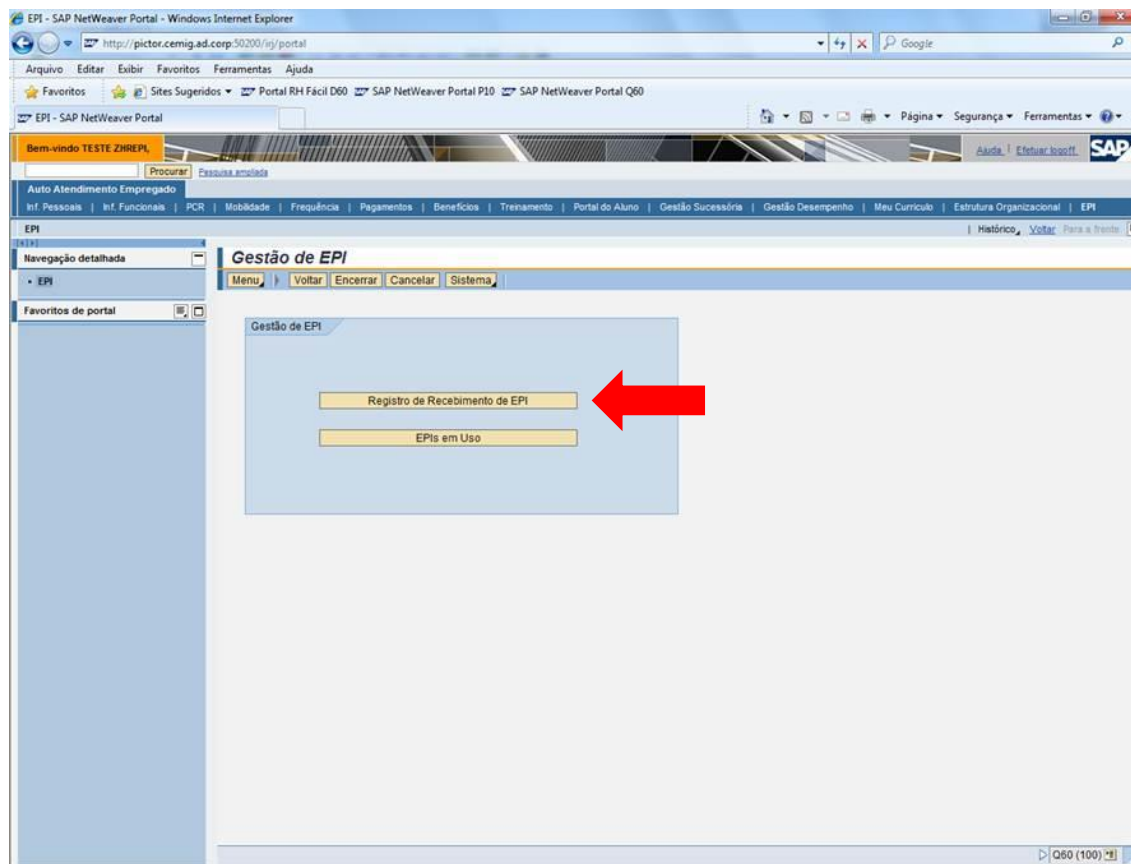 EPI - SAP NetWeaver Portal - Windows Internet Explorer
http://pictor.cemig.ad.corp:50200/irj/portal
Google
Arquivo Editar Exibir Favoritos Ferramentas Ajuda
Favoritos Sites Sugeridos Portal RH Fácil D60 SAP NetWeaver Portal P10 SAP NetWeaver Portal Q60
EPI - SAP NetWeaver Portal Página Segurança Ferramentas
Bem-vindo TESTE ZHREPI, Ajuda | Efetuar logoff SAP
Procurar Pesquisa ampliada
Auto Atendimento Empregado
Inf. Pessoais | Inf. Funcionais | PCR | Mobilidade | Frequência | Pagamentos | Benefícios | Treinamento | Portal do Aluno | Gestão Sucessória | Gestão Desempenho | Meu Curriculo | Estrutura Organizacional | EPI
EPI | Histórico Voltar Para a frente
Navegação detalhada
Gestão de EPI
• EPI
Menu Voltar Encerrar Cancelar Sistema
Favoritos de portal
Gestão de EPI
Registro de Recebimento de EPI
EPIs em Uso
Q60 (100)